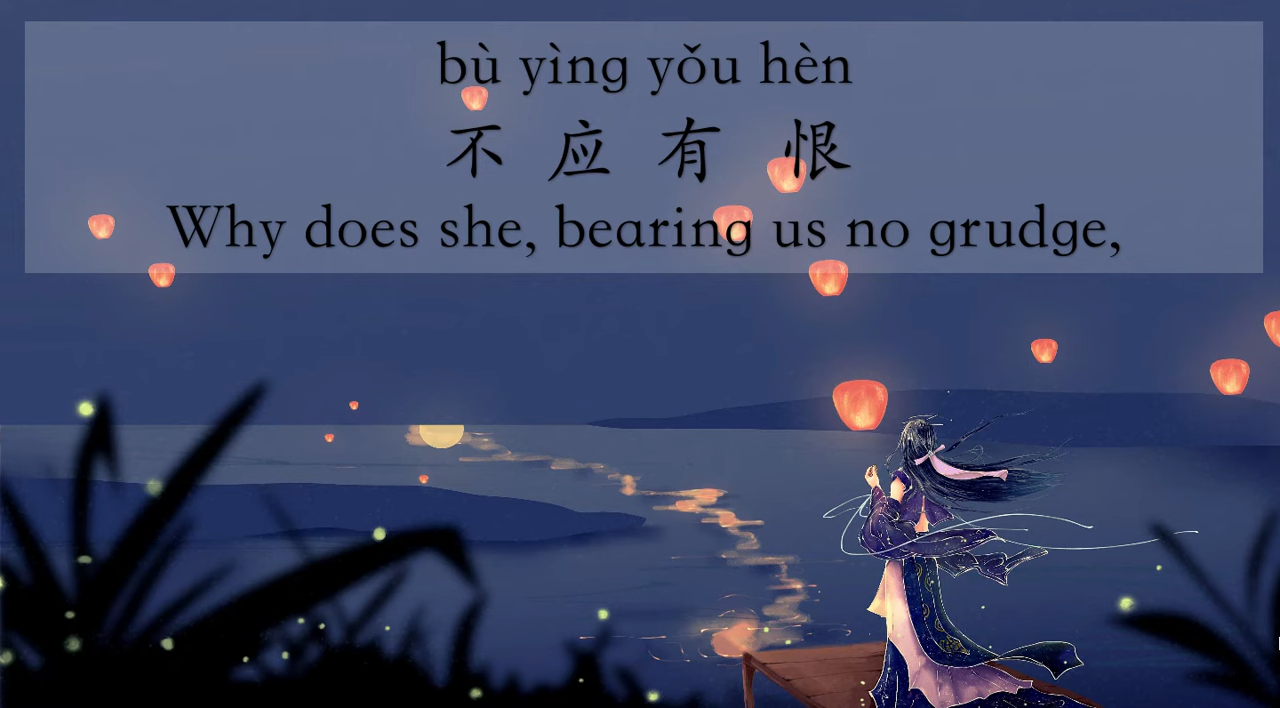 bù yìng yǒu hèn
不 应 有 恨
Why does she, bearing us no grudge,